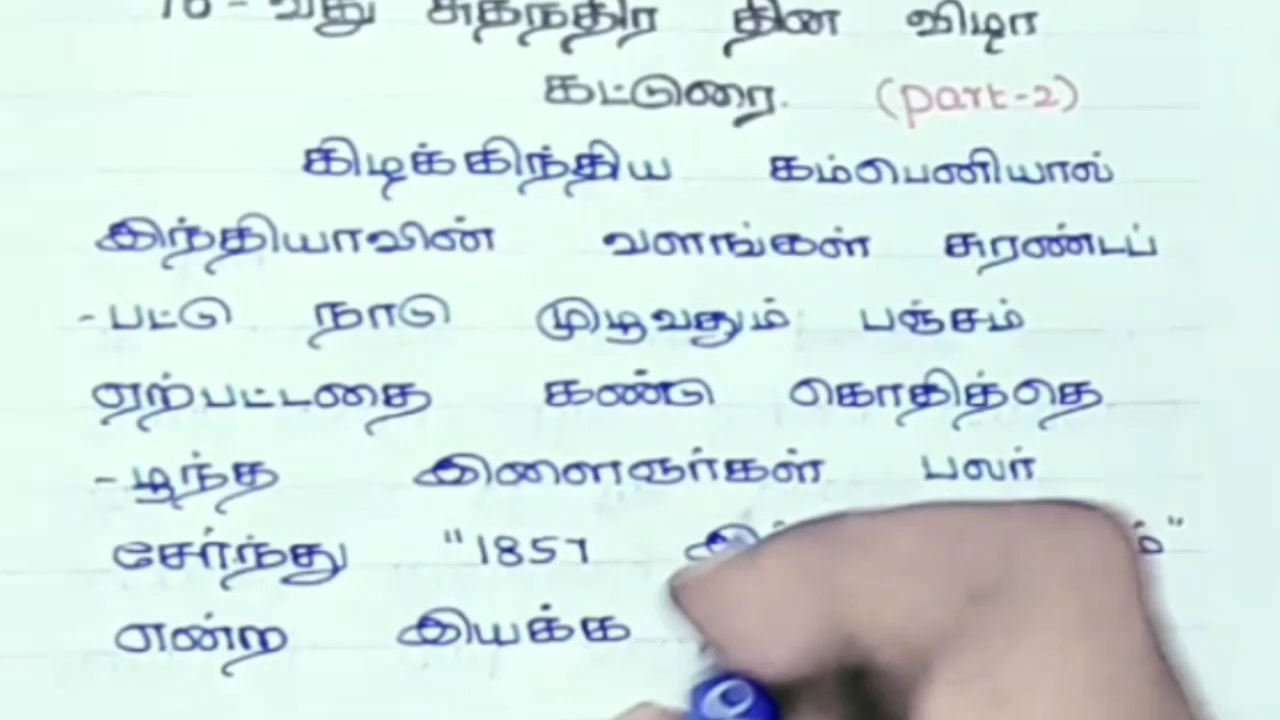 சுதந்திர தின விழா
கட்டுரை. (part-2)
கிழக்கிந்திய கம்பெனியால்
இந்தியாவின் வளங்கள் சுரண்டப்
-பட்டு நாடு முழுவதும் பஞ்சம்
ஏற்பட்டதை கண்டு கொதித்தெ
-ழுந்த இளைஞர்கள் பலர்
சேர்ந்து "1857
என்ற இயக்க